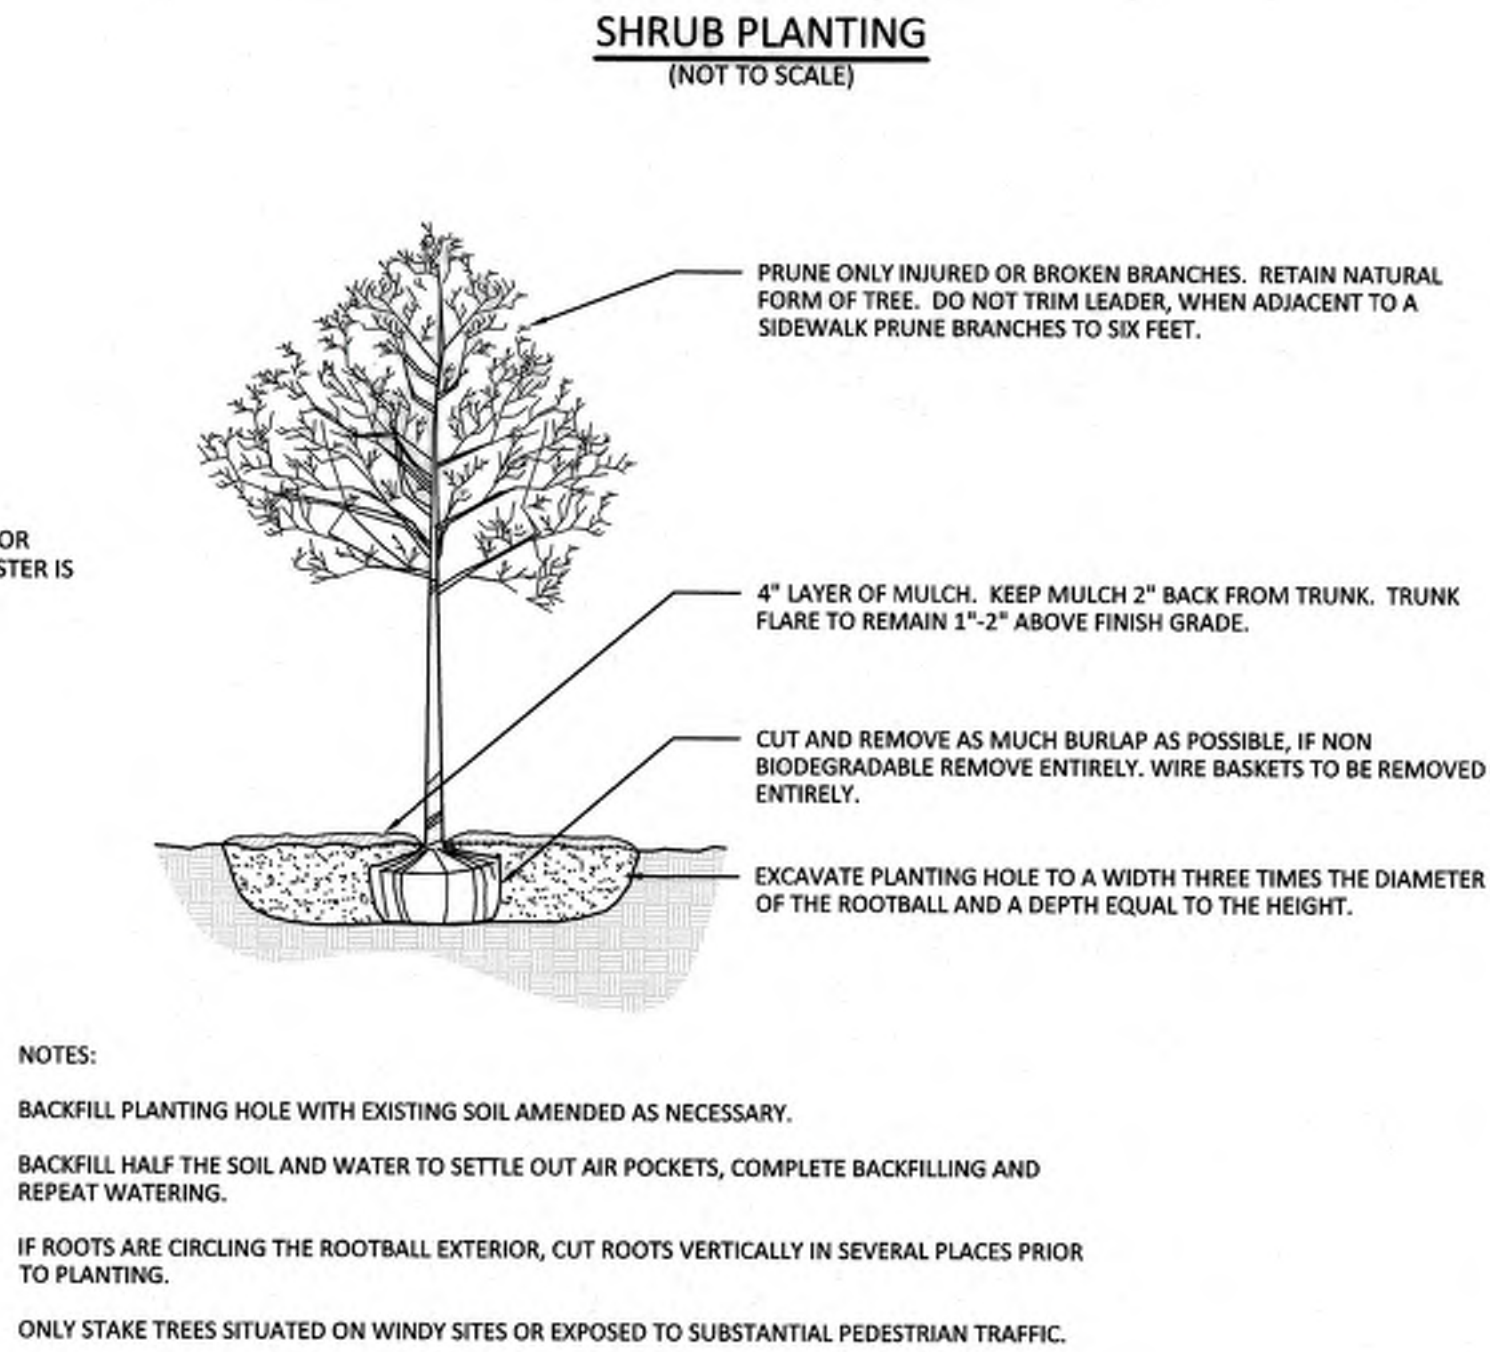 SHRUB PLANTING
(NOT TO SCALE)
PRUNE ONLY INJURED OR BROKEN BRANCHES. RETAIN NATURAL
FORM OF TREE. DO NOT TRIM LEADER, WHEN ADJACENT TO A
SIDEWALK PRUNE BRANCHES TO SIX FEET.
OR
STER IS
4" LAYER OF MULCH. KEEP MULCH 2" BACK FROM TRUNK. TRUNK
FLARE TO REMAIN 1"-2" ABOVE FINISH GRADE.
CUT AND REMOVE AS MUCH BURLAP AS POSSIBLE, IF NON
BIODEGRADABLE REMOVE ENTIRELY. WIRE BASKETS TO BE REMOVED
ENTIRELY.
EXCAVATE PLANTING HOLE TO A WIDTH THREE TIMES THE DIAMETER
OF THE ROOTBALL AND A DEPTH EQUAL TO THE HEIGHT.
NOTES:
BACKFILL PLANTING HOLE WITH EXISTING SOIL AMENDED AS NECESSARY.
BACKFILL HALF THE SOIL AND WATER TO SETTLE OUT AIR POCKETS, COMPLETE BACKFILLING AND
REPEAT WATERING.
IF ROOTS ARE CIRCLING THE ROOTBALL EXTERIOR, CUT ROOTS VERTICALLY IN SEVERAL PLACES PRIOR
TO PLANTING.
ONLY STAKE TREES SITUATED ON WINDY SITES OR EXPOSED TO SUBSTANTIAL PEDESTRIAN TRAFFIC.